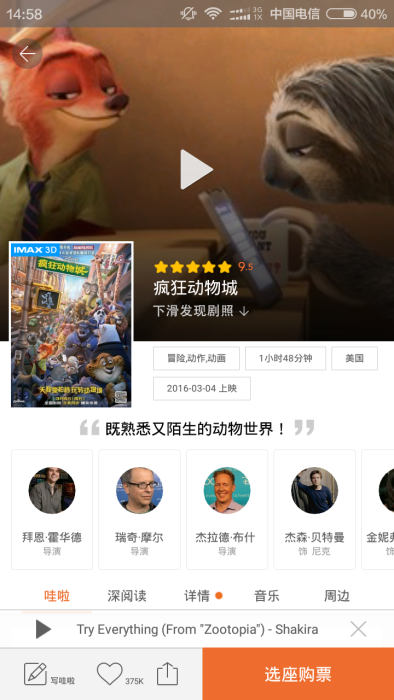 14:58
3G
1X
中国电信
40%
IMAX 3D
疯狂动物城
9.5
疯狂动物城
下滑发现剧照 ↓
冒险,动作,动画
1小时48分钟
美国
2016-03-04 上映
“ 既熟悉又陌生的动物世界！ ”
拜恩·霍华德
导演
瑞奇·摩尔
导演
杰拉德·布什
导演
杰森·贝特曼
饰 尼克
金妮弗
饰
哇啦
深阅读
详情
音乐
周边
Try Everything (From "Zootopia") - Shakira
写哇啦
375K
选座购票